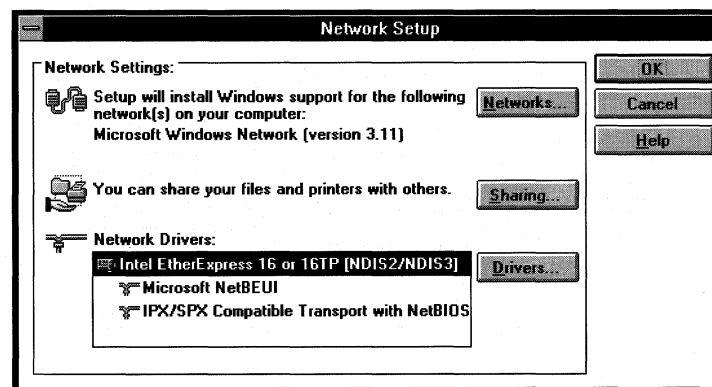 Network Setup
Network Settings:
Setup will install Windows support for the following
network(s) on your computer:
Microsoft Windows Network (version 3.11)
Networks...
You can share your files and printers with others.
Sharing...
Network Drivers:
Intel EtherExpress 16 or 16TP [NDIS2/NDIS3]
Microsoft NetBEUI
IPX/SPX Compatible Transport with NetBIOS
Drivers...
OK
Cancel
Help